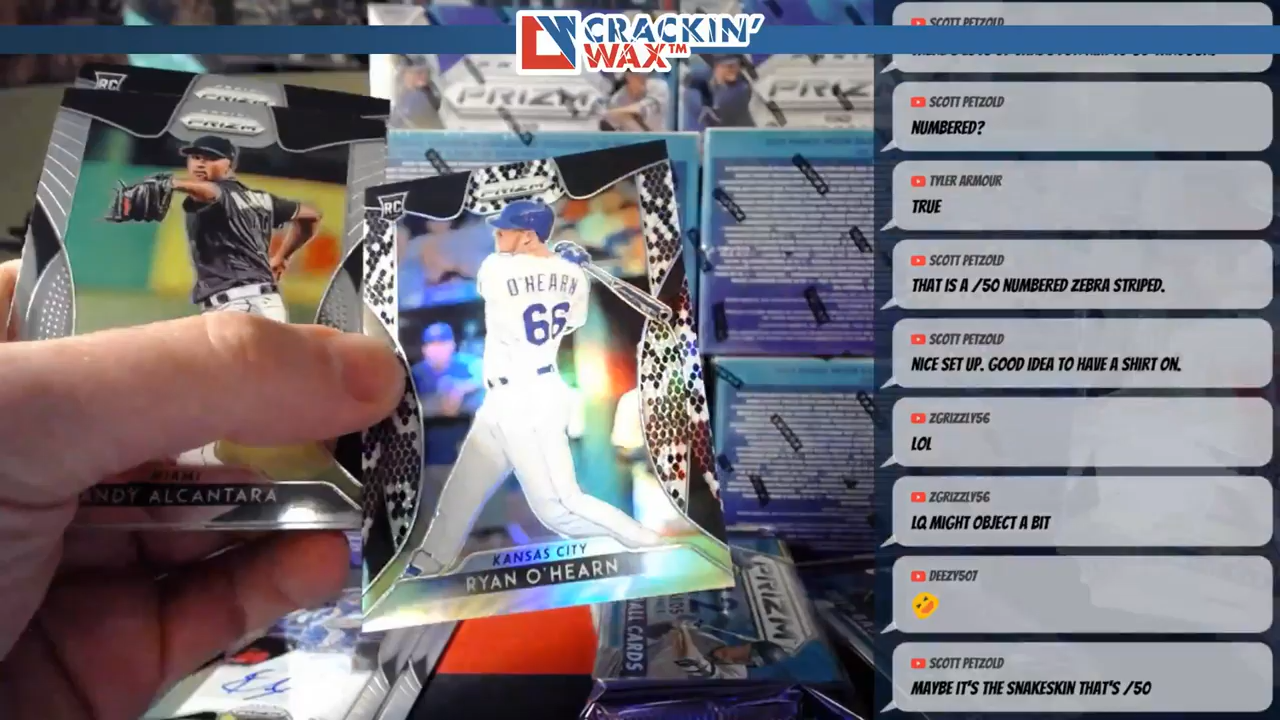 CRACKIN'
WAX™
PRIZM
PRIZM
RC
PRIZM
ANDY ALCANTARA
RC
PRIZM
O'HEARN
66
KANSAS CITY
RYAN O'HEARN
PRIZM
SCOTT PETZOLD
SCOTT PETZOLD
NUMBERED?
TYLER ARMOUR
TRUE
SCOTT PETZOLD
THAT IS A /50 NUMBERED ZEBRA STRIPED.
SCOTT PETZOLD
NICE SET UP. GOOD IDEA TO HAVE A SHIRT ON.
ZGRIZZLY56
LOL
ZGRIZZLY56
LQ MIGHT OBJECT A BIT
DEEZY507
🤣
SCOTT PETZOLD
MAYBE IT'S THE SNAKESKIN THAT'S /50